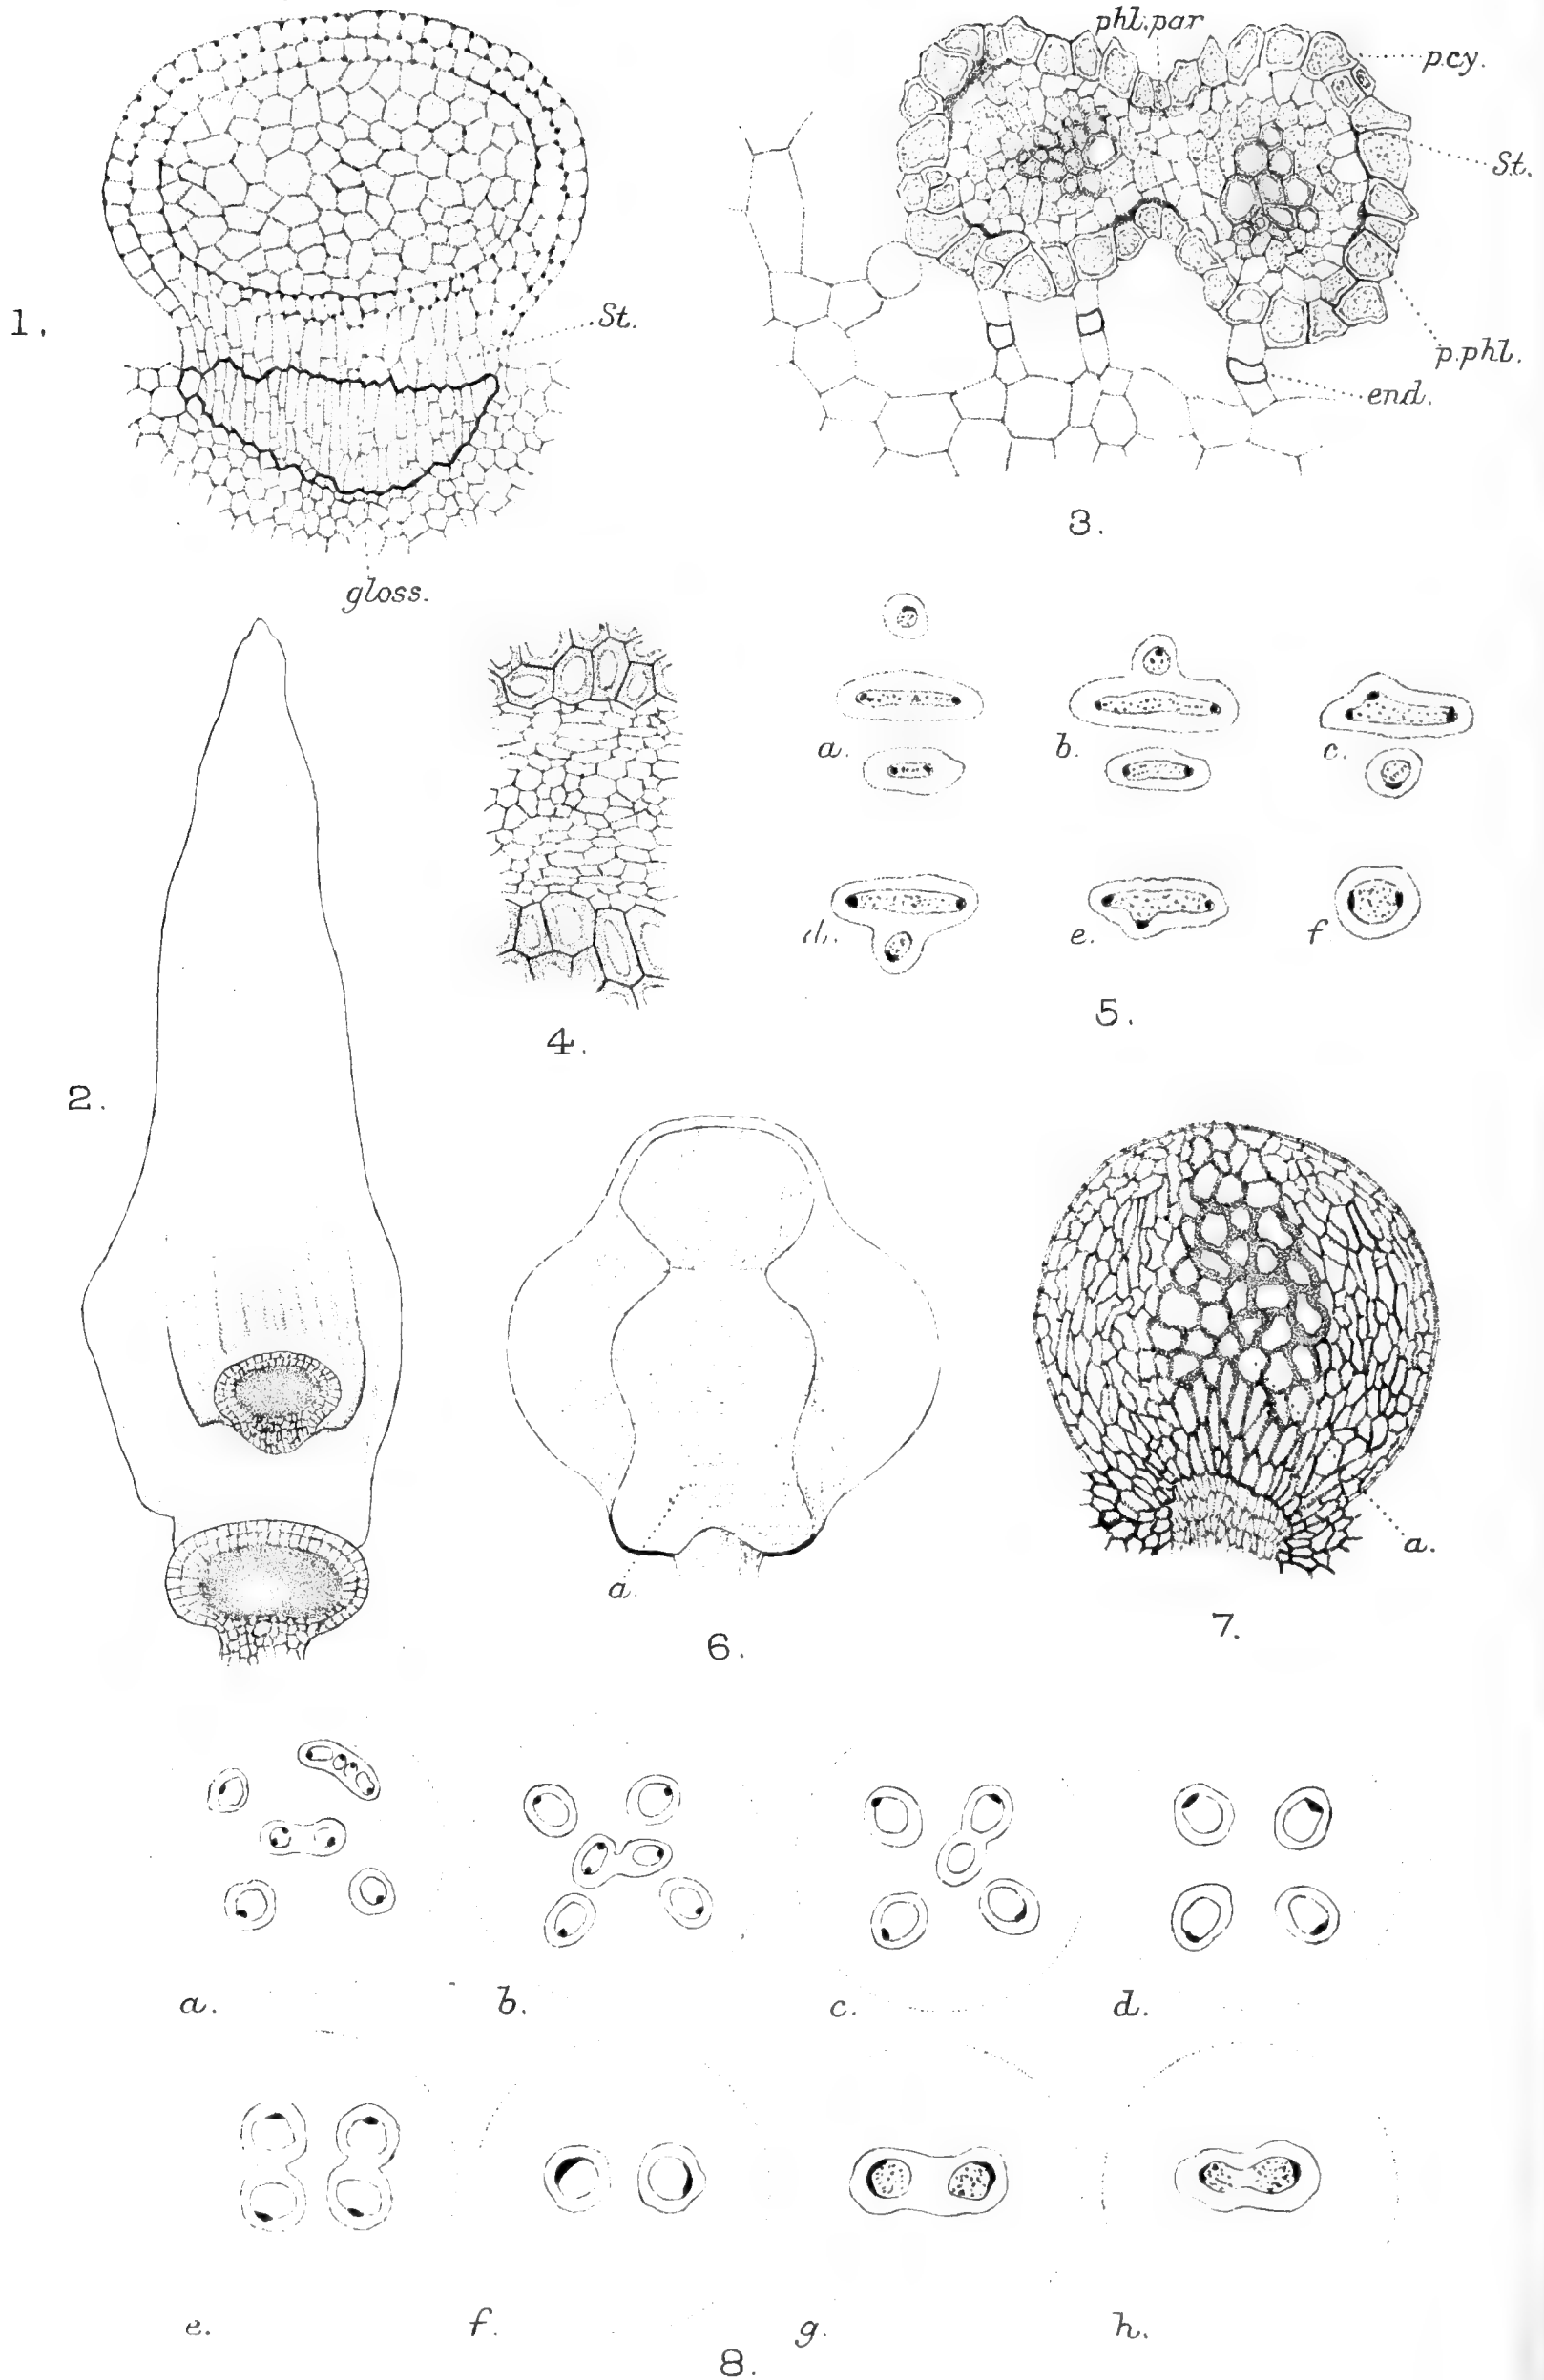 phl.par
p.cy.
St.
1.
St.
p.phl.
end.
3.
gloss.
a.
b.
c.
d.
e.
f
5.
4.
2.
a.
a.
7.
6.
a.
b.
c.
d.
e.
f.
g.
h.
8.